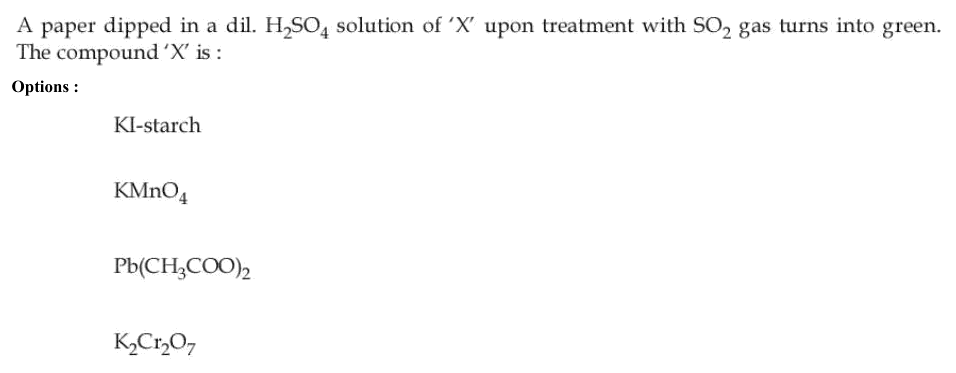 A paper dipped in a dil. H₂SO₄ solution of ‘X’ upon treatment with SO₂ gas turns into green.
The compound ‘X’ is :
Options :
KI-starch
KMnO₄
Pb(CH₃COO)₂
K₂Cr₂O₇